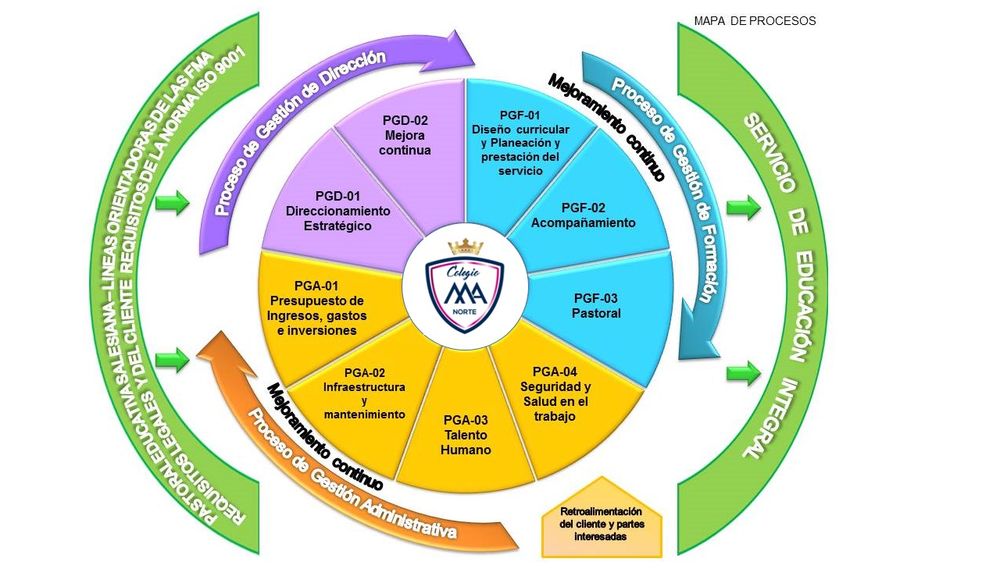 MAPA DE PROCESOS
PASTORAL EDUCATIVA SALESIANA – LINEAS ORIENTADORAS DE LAS FMA
REQUISITOS LEGALES Y DEL CLIENTE REQUISITOS DE LA NORMA ISO 9001
Proceso de Gestión de Dirección
PGD-01
Direccionamiento
Estratégico
PGD-02
Mejora
continua
Mejoramiento continuo
Proceso de Gestión de Formación
PGF-01
Diseño curricular
y Planeación y
prestación del
servicio
PGF-02
Acompañamiento
PGF-03
Pastoral
Colegio
MA
NORTE
PGA-01
Presupuesto de
Ingresos, gastos
e inversiones
PGA-02
Infraestructura
y
mantenimiento
PGA-03
Talento
Humano
PGA-04
Seguridad y
Salud en el
trabajo
Mejoramiento continuo
Proceso de Gestión Administrativa
Retroalimentación
del cliente y partes
interesadas
SERVICIO DE EDUCACIÓN INTEGRAL